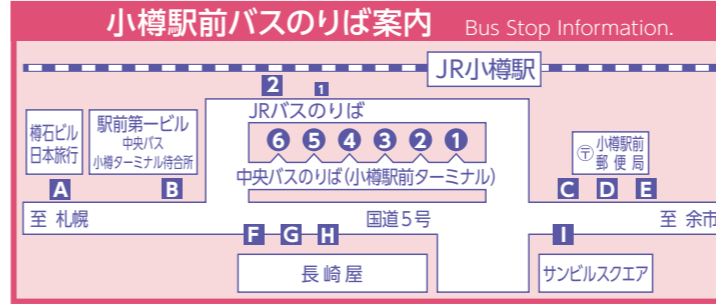 小樽駅前バスのりば案内 Bus Stop Information.
JR小樽駅
2 1
JRバスのりば
6 5 4 3 2 1
中央バスのりば(小樽駅前ターミナル)
樽石ビル
日本旅行
駅前第一ビル
中央バス
小樽ターミナル待合所
〒小樽駅前
郵便局
A B C D E
至 札幌
国道5号
至 余市
F G H I
長崎屋
サンビルスクエア